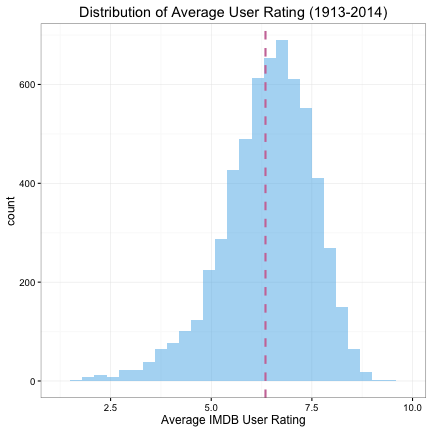 Distribution of Average User Rating (1913-2014)
600
400
200
0
count
2.5 5.0 7.5 10.0
Average IMDB User Rating